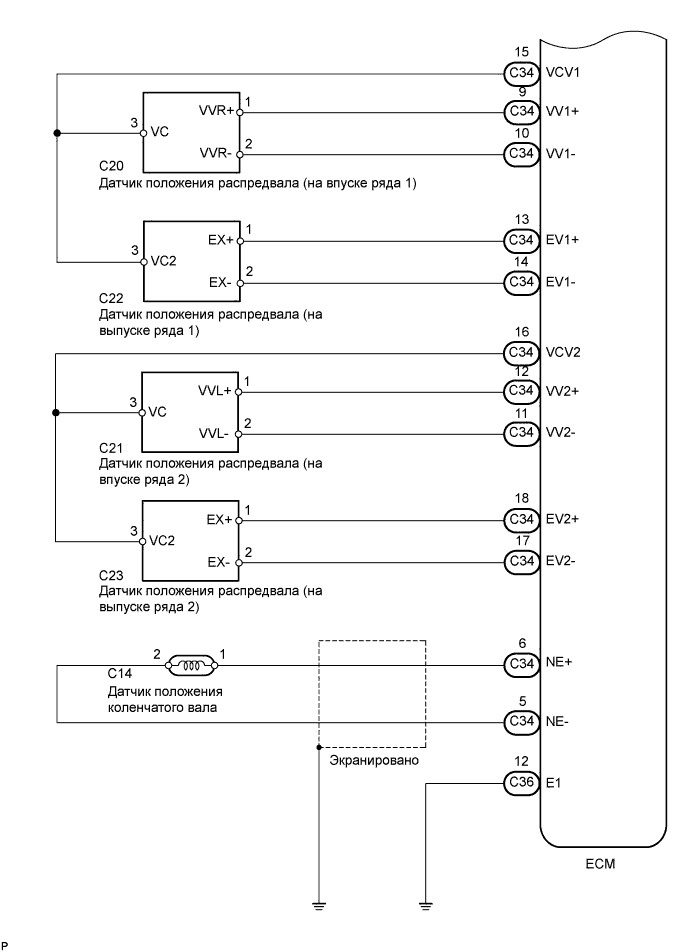 15
C34 VCV1
9
VVR+ 1 C34 VV1+
3 VC
10
VVR- 2 C34 VV1-
C20
Датчик положения распредвала (на впуске ряда 1)
13
EX+ 1 C34 EV1+
3 VC2
14
EX- 2 C34 EV1-
C22
Датчик положения распредвала (на
выпуске ряда 1)
16
C34 VCV2
12
VVL+ 1 C34 VV2+
3 VC
11
VVL- 2 C34 VV2-
C21
Датчик положения распредвала (на
впуске ряда 2)
18
EX+ 1 C34 EV2+
3 VC2
17
EX- 2 C34 EV2-
C23
Датчик положения распредвала (на
выпуске ряда 2)
6
2 1 C34 NE+
C14
Датчик положения
коленчатого вала
5
C34 NE-
Экранировано
12
C36 E1
ECM
P